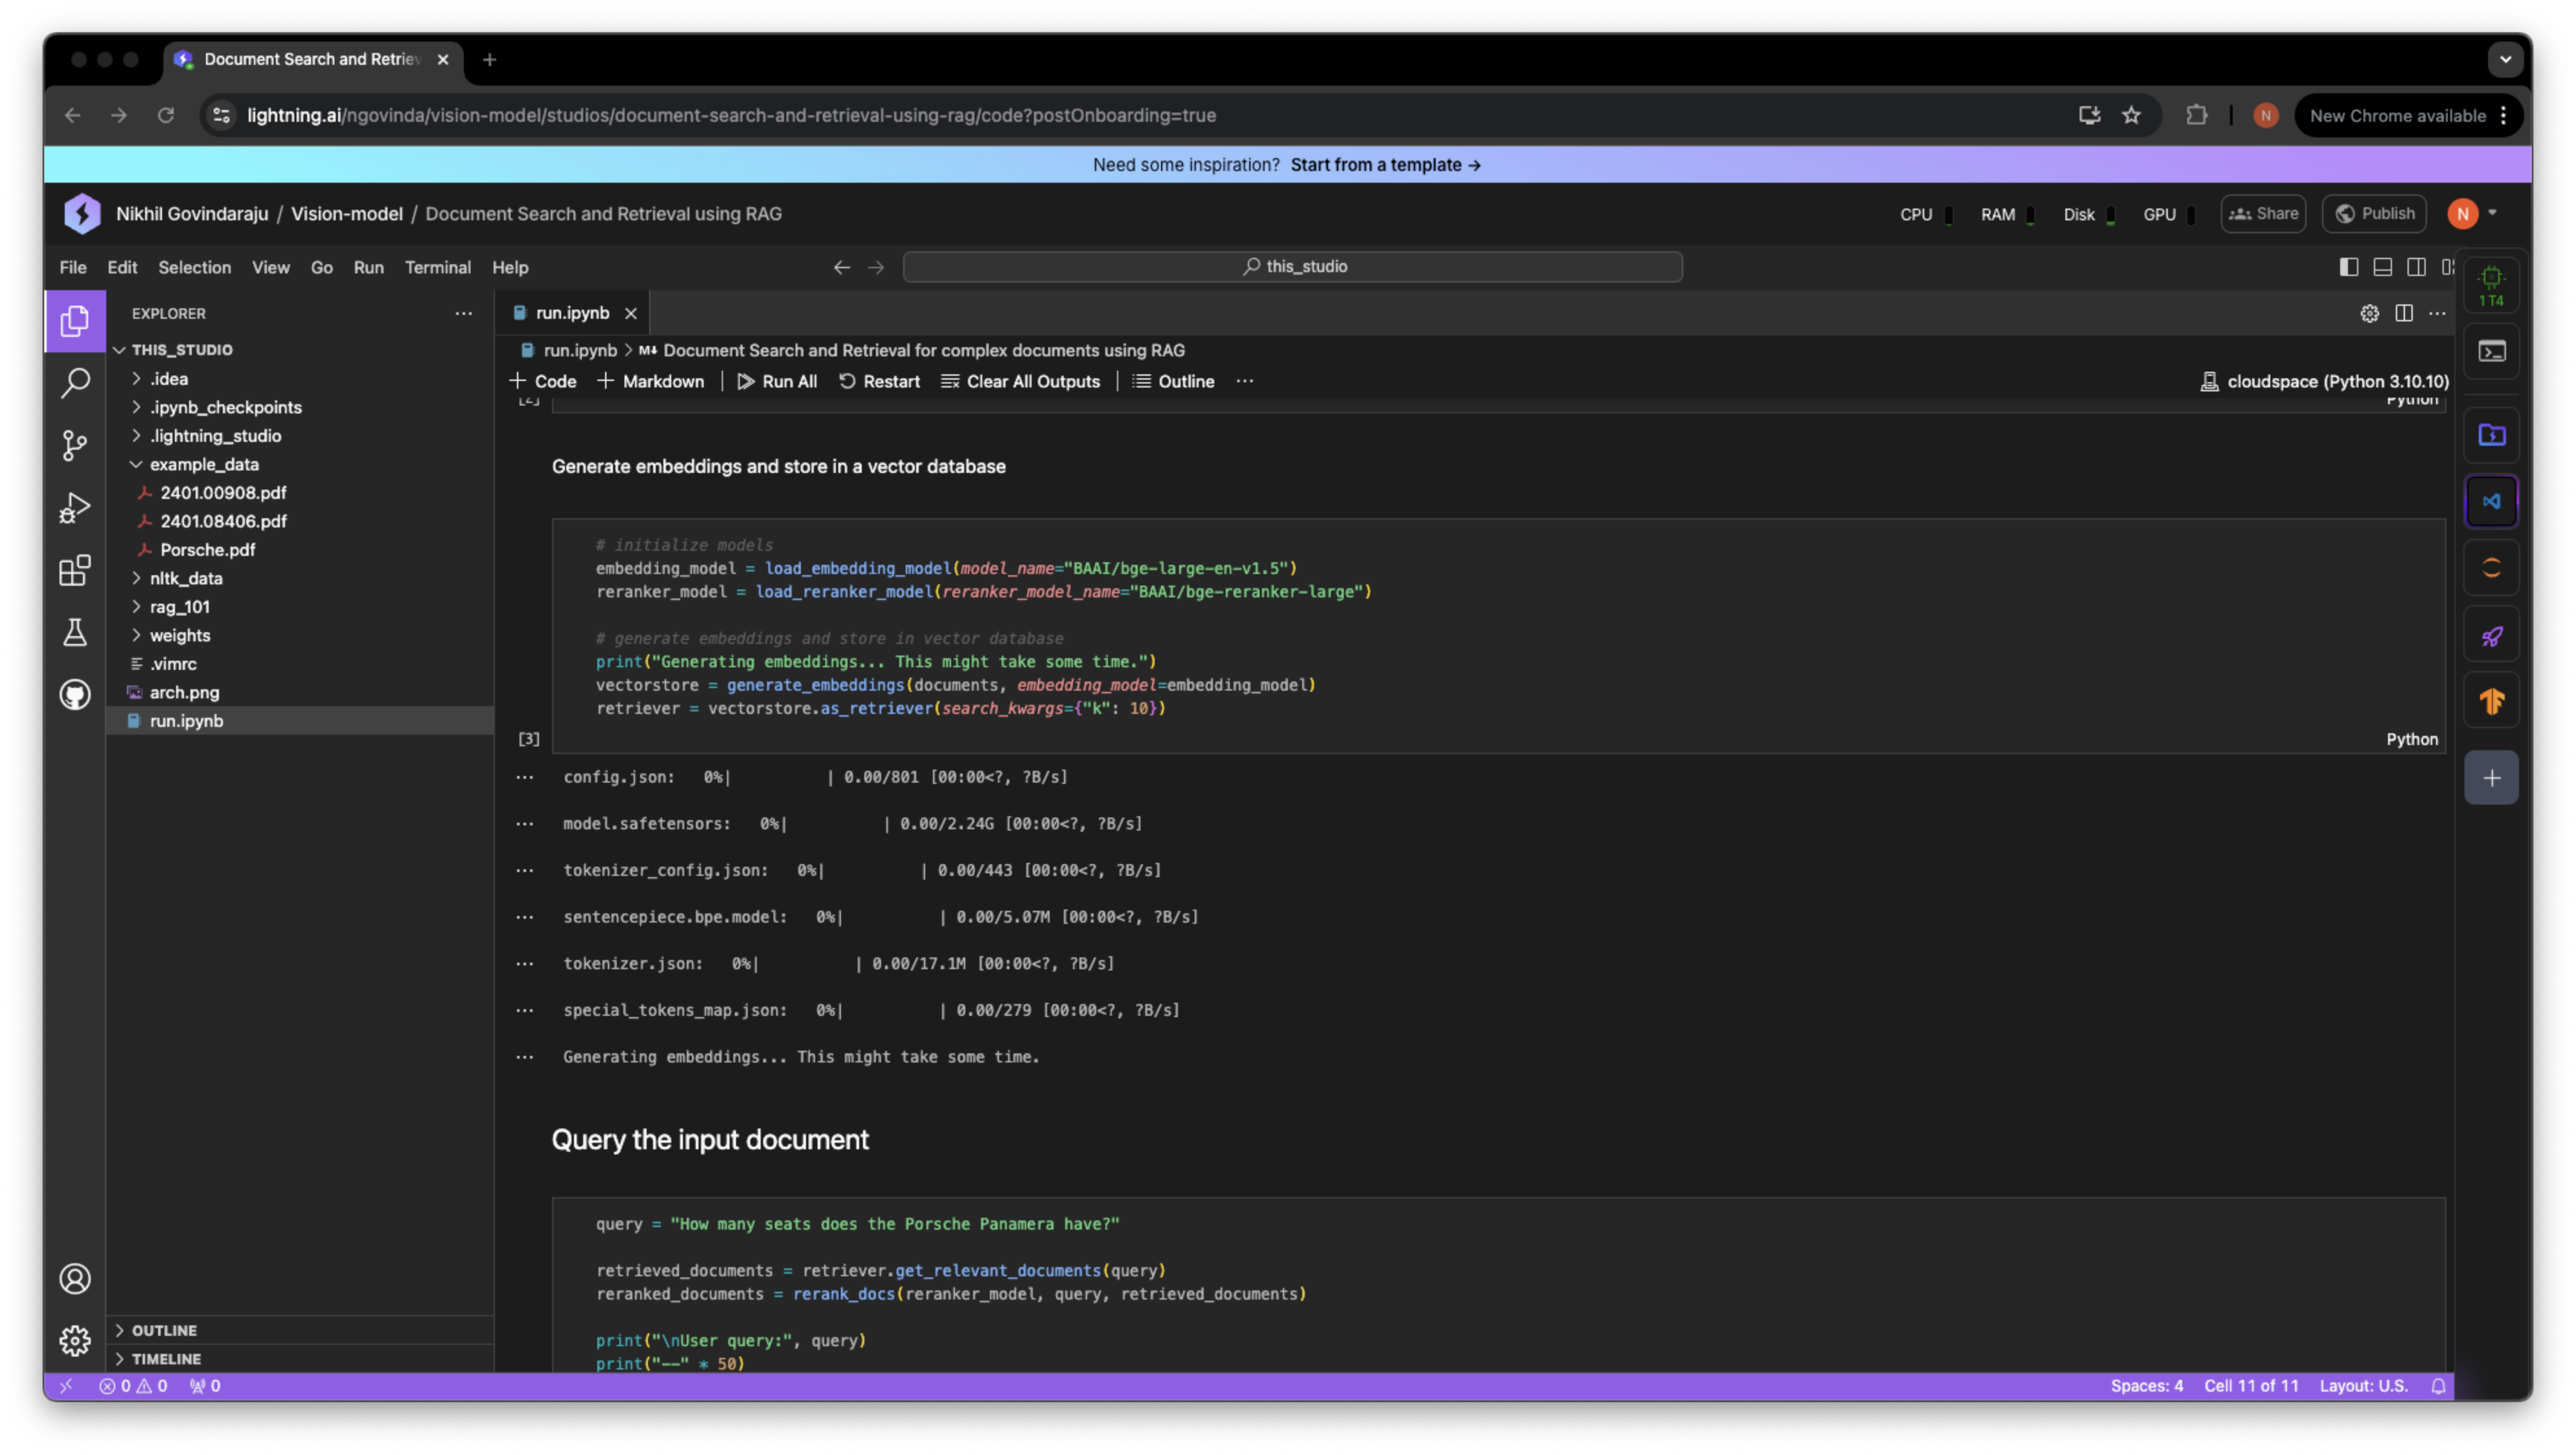 Document Search and Retriev
lightning.ai/ngovinda/vision-model/studios/document-search-and-retrieval-using-rag/code?postOnboarding=true
N
New Chrome available
Need some inspiration? Start from a template →
Nikhil Govindaraju / Vision-model / Document Search and Retrieval using RAG
CPU RAM Disk GPU Share Publish N
File Edit Selection View Go Run Terminal Help
this_studio
1 T4
EXPLORER
THIS_STUDIO
.idea
.ipynb_checkpoints
.lightning_studio
example_data
2401.00908.pdf
2401.08406.pdf
Porsche.pdf
nltk_data
rag_101
weights
.vimrc
arch.png
run.ipynb
OUTLINE
TIMELINE
run.ipynb
run.ipynb > M↓ Document Search and Retrieval for complex documents using RAG
+ Code + Markdown | Run All Restart Clear All Outputs | Outline ...
cloudspace (Python 3.10.10)
[2]
Python
Generate embeddings and store in a vector database
# initialize models
embedding_model = load_embedding_model(model_name="BAAI/bge-large-en-v1.5")
reranker_model = load_reranker_model(reranker_model_name="BAAI/bge-reranker-large")
# generate embeddings and store in vector database
print("Generating embeddings... This might take some time.")
vectorstore = generate_embeddings(documents, embedding_model=embedding_model)
retriever = vectorstore.as_retriever(search_kwargs={"k": 10})
[3]
Python
... config.json: 0%| | 0.00/801 [00:00<?, ?B/s]
... model.safetensors: 0%| | 0.00/2.24G [00:00<?, ?B/s]
... tokenizer_config.json: 0%| | 0.00/443 [00:00<?, ?B/s]
... sentencepiece.bpe.model: 0%| | 0.00/5.07M [00:00<?, ?B/s]
... tokenizer.json: 0%| | 0.00/17.1M [00:00<?, ?B/s]
... special_tokens_map.json: 0%| | 0.00/279 [00:00<?, ?B/s]
... Generating embeddings... This might take some time.
Query the input document
query = "How many seats does the Porsche Panamera have?"
retrieved_documents = retriever.get_relevant_documents(query)
reranked_documents = rerank_docs(reranker_model, query, retrieved_documents)
print("\nUser query:", query)
print("--" * 50)
0 0 0
Spaces: 4 Cell 11 of 11 Layout: U.S.